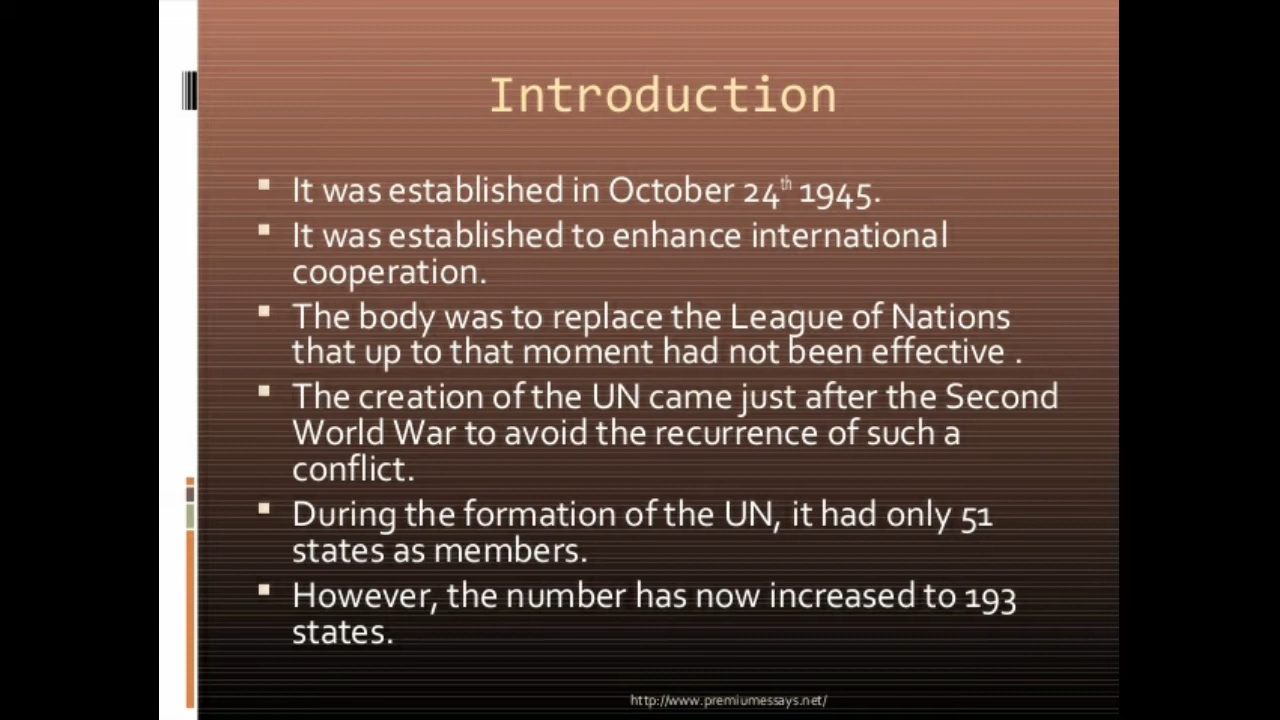 Introduction
▪ It was established in October 24th 1945.
▪ It was established to enhance international
cooperation.
▪ The body was to replace the League of Nations
that up to that moment had not been effective .
▪ The creation of the UN came just after the Second
World War to avoid the recurrence of such a
conflict.
▪ During the formation of the UN, it had only 51
states as members.
▪ However, the number has now increased to 193
states.
http://www.premiumessays.net/